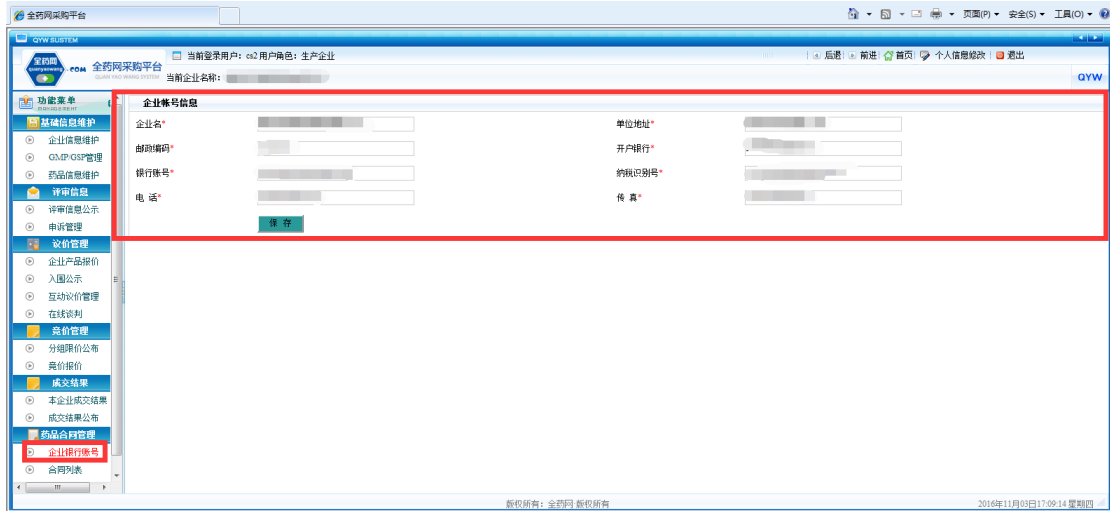 全药网采购平台
页面(P) 安全(S) 工具(O)
QYW SUSTEM
全药网 quanyaowang .COM 全药网采购平台 QUAN YAO WANG SYSTEM
当前登录用户：cs2 用户角色：生产企业
后退 前进 首页 个人信息修改 退出
当前企业名称：
QYW
功能菜单
企业帐号信息
基础信息维护
企业名* 单位地址*
企业信息维护
邮政编码* 开户银行*
GMP/GSP管理
药品信息维护
银行账号* 纳税识别号*
评审信息
电 话* 传 真*
评审信息公示
申诉管理
保 存
议价管理
企业产品报价
入围公示
互动议价管理
在线谈判
竞价管理
分组限价公布
竞价报价
成交结果
本企业成交结果
成交结果公布
药品合同管理
企业银行账号
合同列表
版权所有：全药网 版权所有
2016年11月03日17:09:14 星期四